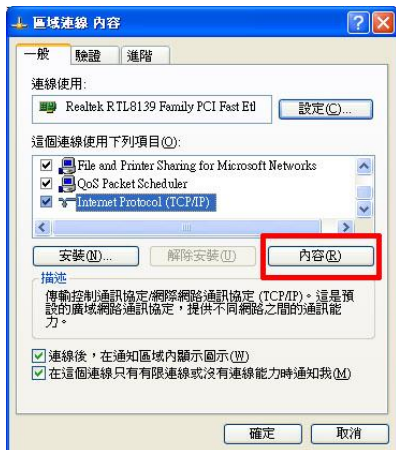 區域連線 內容
一般 驗證 進階
連線使用:
Realtek RTL8139 Family PCI Fast Etl
設定(C)...
這個連線使用下列項目(O):
File and Printer Sharing for Microsoft Networks
QoS Packet Scheduler
Internet Protocol (TCP/IP)
安裝(N)... 解除安裝(U) 內容(R)
描述
傳輸控制通訊協定/網際網路通訊協定 (TCP/IP)。這是預
設的廣域網路通訊協定，提供不同網路之間的通訊能
力。
連線後，在通知區域內顯示圖示(W)
在這個連線只有有限連線或沒有連線能力時通知我(M)
確定 取消